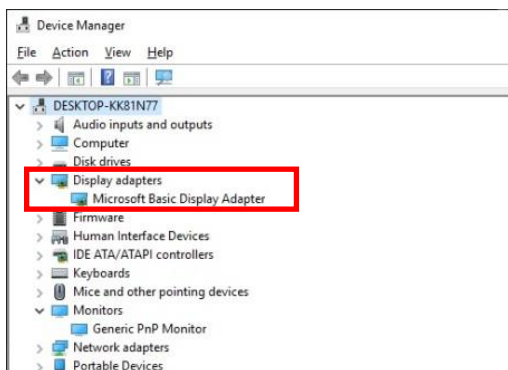 Device Manager
File Action View Help
DESKTOP-KK81N77
Audio inputs and outputs
Computer
Disk drives
Display adapters
Microsoft Basic Display Adapter
Firmware
Human Interface Devices
IDE ATA/ATAPI controllers
Keyboards
Mice and other pointing devices
Monitors
Generic PnP Monitor
Network adapters
Portable Devices